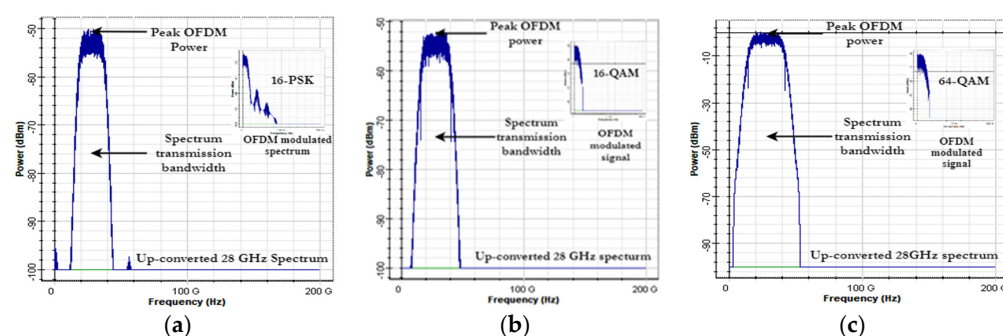 (a)
-50
-60
-70
-80
-90
-100
Power (dBm)
Peak OFDM
Power
16-PSK
OFDM modulated
spectrum
Spectrum
transmission
bandwidth
Up-converted 28 GHz Spectrum
0
100 G
200 G
Frequency (Hz)
(a)
-50
-60
-70
-80
-90
-100
Power (dBm)
Peak OFDM
power
16-QAM
OFDM
modulated
signal
Spectrum
transmission
bandwidth
Up-converted 28 GHz specturm
0
100 G
200 G
Frequency (Hz)
(b)
-10
-30
-50
-70
-90
Power (dBm)
Peak OFDM
power
64-QAM
OFDM
modulated
signal
Spectrum
transmission
bandwidth
Up-converted 28GHz spectrum
0
100 G
200 G
Frequency (Hz)
(c)